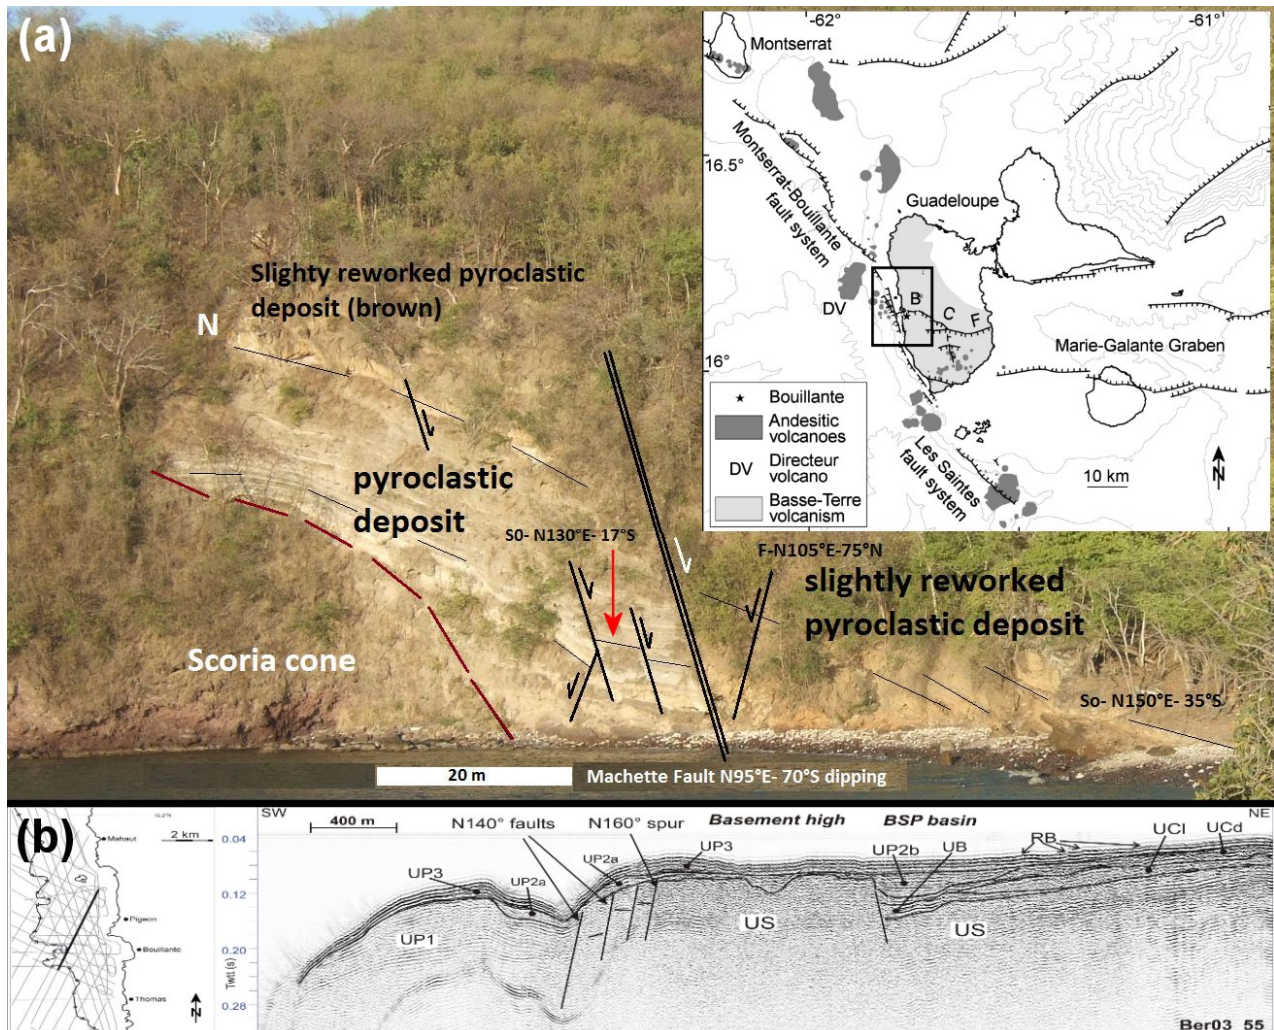 (a)
Slighty reworked pyroclastic
deposit (brown)
N
pyroclastic
deposit
S0- N130°E- 17°S
F-N105°E-75°N
slightly reworked
pyroclastic deposit
Scoria cone
So- N150°E- 35°S
20 m
Machette Fault N95°E- 70°S dipping
-62°
-61°
Montserrat
16.5°
Montserrat-Bouillante
fault system
Guadeloupe
DV
B
C
F
Marie-Galante Graben
16°
Les Saintes
fault system
10 km
N
Bouillante
Andesitic
volcanoes
DV
Directeur
volcano
Basse-Terre
volcanism
(b)
Mahaut
2 km
Pigeon
Bouillante
Thomas
N
SW
NE
400 m
N140° faults
N160° spur
Basement high
BSP basin
RB
UCl
UCd
UP3
UP2a
UP2a
UP3
UP2b
UB
UP1
US
US
0.04
0.12
0.20
0.28
Twtt (s)
Ber03_55